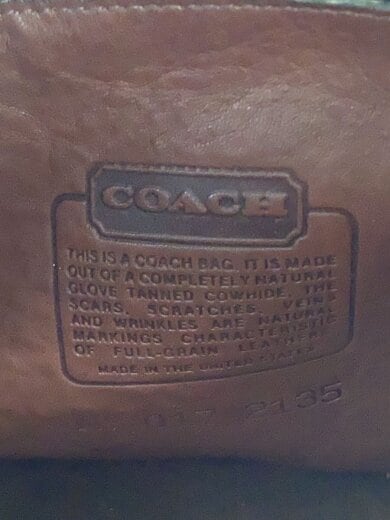 COACH
THIS IS A COACH BAG. IT IS MADE
OUT OF A COMPLETELY NATURAL
GLOVE TANNED COWHIDE. THE
SCARS, SCRATCHES, VEINS
AND WRINKLES ARE NATURAL
MARKINGS CHARACTERISTIC
OF FULL-GRAIN LEATHER.
MADE IN THE UNITED STATES
017 2135